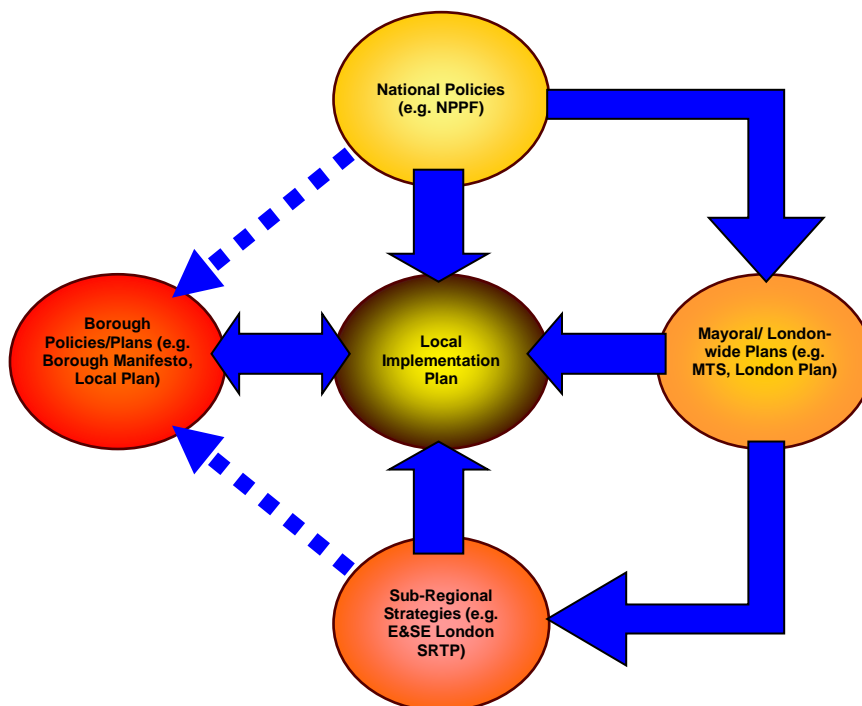 National Policies
(e.g. NPPF)
Borough
Policies/Plans (e.g.
Borough Manifesto,
Local Plan)
Local
Implementation
Plan
Mayoral/ London-
wide Plans (e.g.
MTS, London Plan)
Sub-Regional
Strategies (e.g.
E&SE London
SRTP)